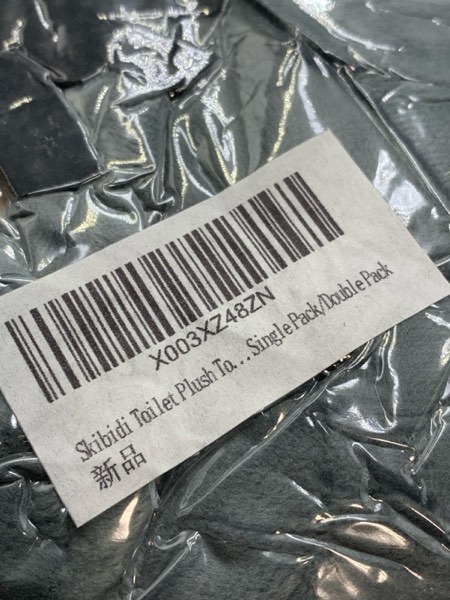 X003XZ48ZN
Skibidi Toilet Plush To...Single Pack/Double Pack
新品